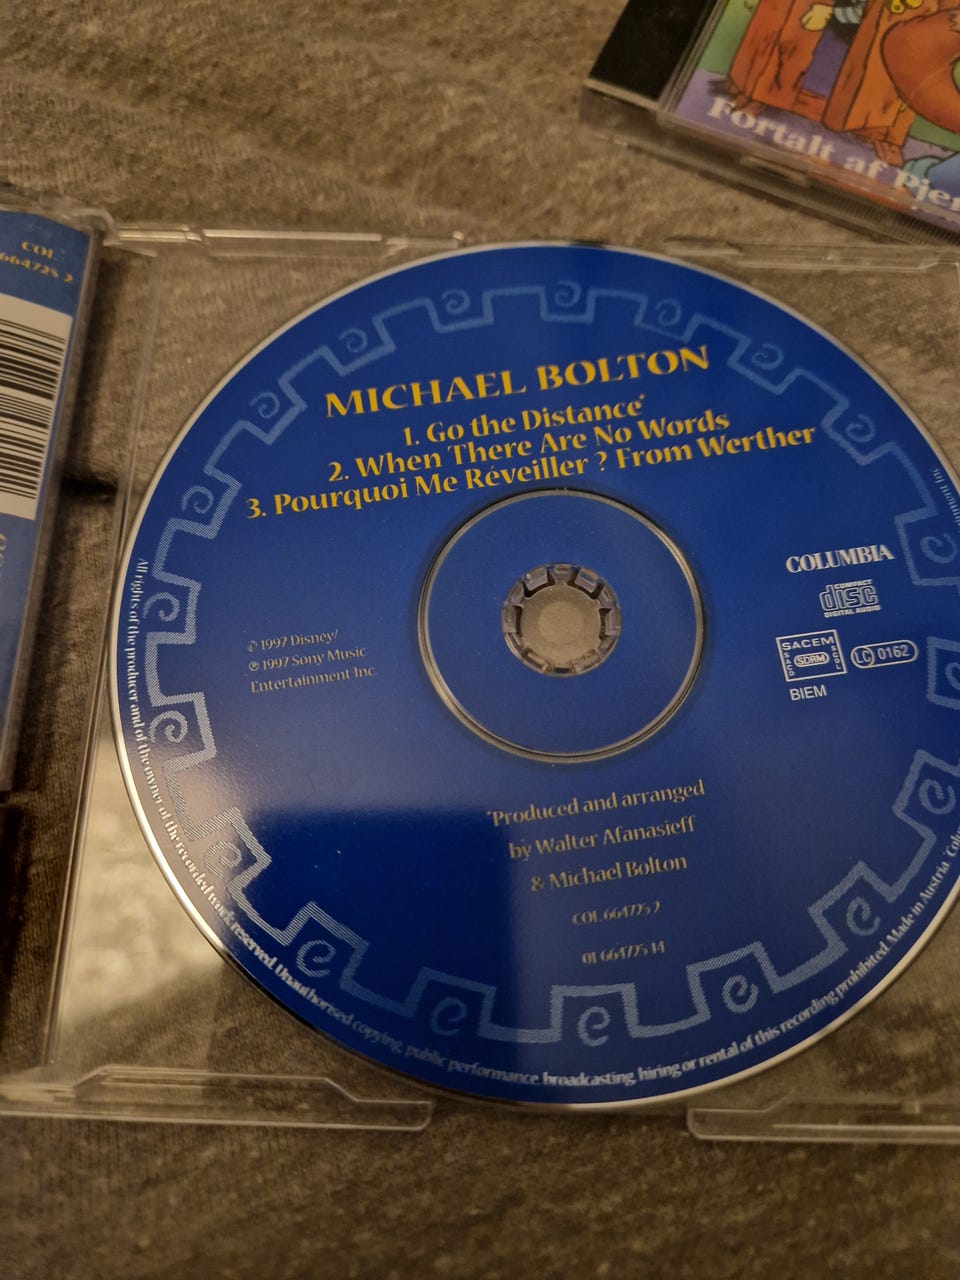 Fortalt af
COL
664725 2
MICHAEL BOLTON
1. Go the Distance*
2. When There Are No Words
3. Pourquoi Me Réveiller ? From Werther
COLUMBIA
COMPACT
disc
DIGITAL AUDIO
SACEM
SACD
SDRM
SCOL
LC 0162
BIEM
© 1997 Disney/
℗ 1997 Sony Music
Entertainment Inc.
*Produced and arranged
by Walter Afanasieff
& Michael Bolton
COL 664725 2
01 664725 14
All rights of the producer and of the owner of the recorded work reserved. Unauthorised copying, public performance, broadcasting, hiring or rental of this recording prohibited. Made in Austria.